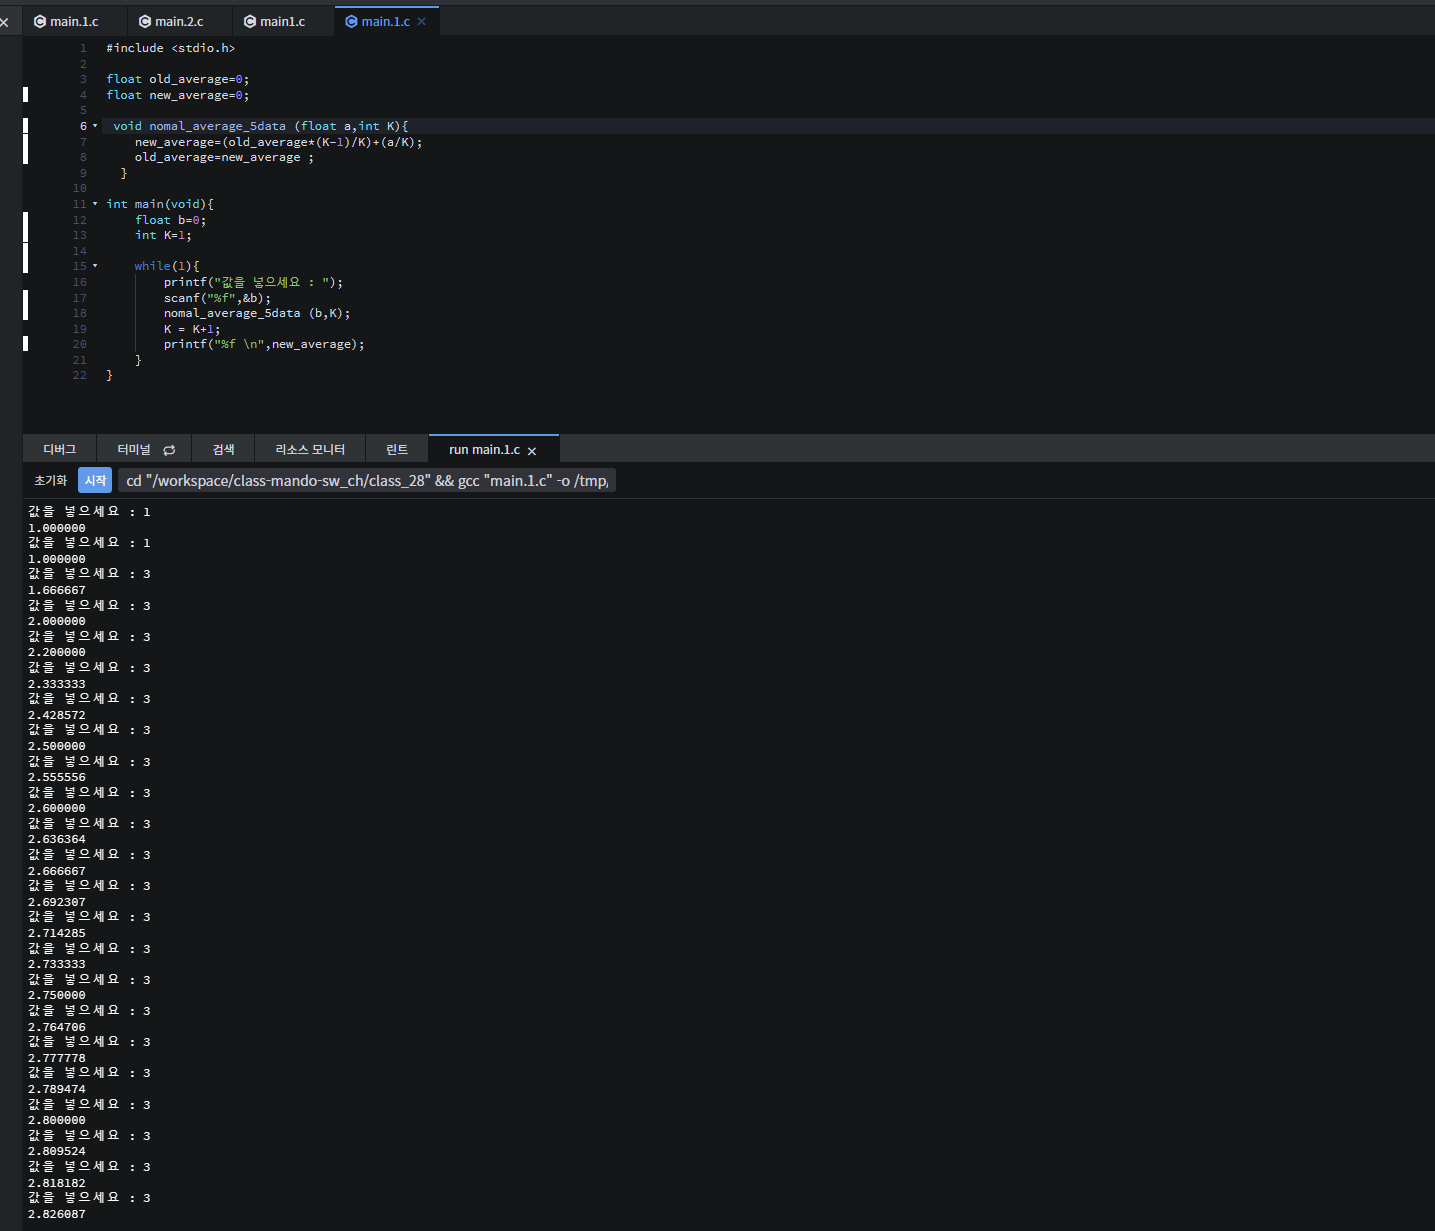 main.1.c main.2.c main1.c main.1.c
1 #include <stdio.h>
2
3 float old_average=0;
4 float new_average=0;
5
6 void nomal_average_5data (float a,int K){
7 new_average=(old_average*(K-1)/K)+(a/K);
8 old_average=new_average ;
9 }
10
11 int main(void){
12 float b=0;
13 int K=1;
14
15 while(1){
16 printf("값을 넣으세요 : ");
17 scanf("%f",&b);
18 nomal_average_5data (b,K);
19 K = K+1;
20 printf("%f \n",new_average);
21 }
22 }
디버그 터미널 검색 리소스 모니터 린트 run main.1.c
초기화 시작 cd "/workspace/class-mando-sw_ch/class_28" && gcc "main.1.c" -o /tmp/
값을 넣으세요 : 1
1.000000
값을 넣으세요 : 1
1.000000
값을 넣으세요 : 3
1.666667
값을 넣으세요 : 3
2.000000
값을 넣으세요 : 3
2.200000
값을 넣으세요 : 3
2.333333
값을 넣으세요 : 3
2.428572
값을 넣으세요 : 3
2.500000
값을 넣으세요 : 3
2.555556
값을 넣으세요 : 3
2.600000
값을 넣으세요 : 3
2.636364
값을 넣으세요 : 3
2.666667
값을 넣으세요 : 3
2.692307
값을 넣으세요 : 3
2.714285
값을 넣으세요 : 3
2.733333
값을 넣으세요 : 3
2.750000
값을 넣으세요 : 3
2.764706
값을 넣으세요 : 3
2.777778
값을 넣으세요 : 3
2.789474
값을 넣으세요 : 3
2.800000
값을 넣으세요 : 3
2.809524
값을 넣으세요 : 3
2.818182
값을 넣으세요 : 3
2.826087